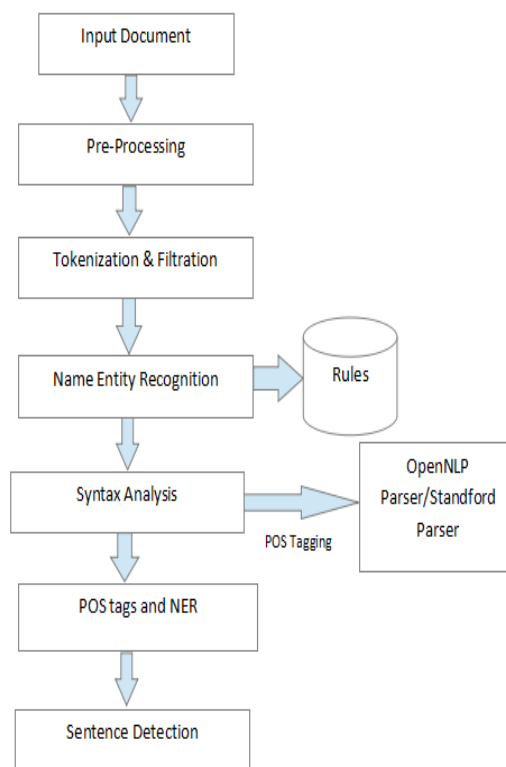 Input Document
Pre-Processing
Tokenization & Filtration
Name Entity Recognition
Rules
Syntax Analysis
POS Tagging
OpenNLP
Parser/Standford
Parser
POS tags and NER
Sentence Detection